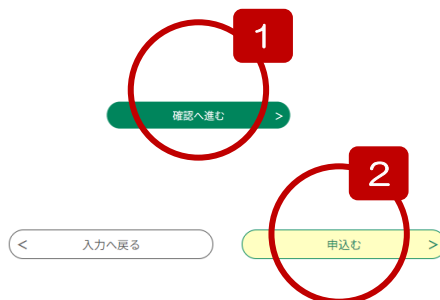 1
確認へ進む >
2
< 入力へ戻る
申込む >